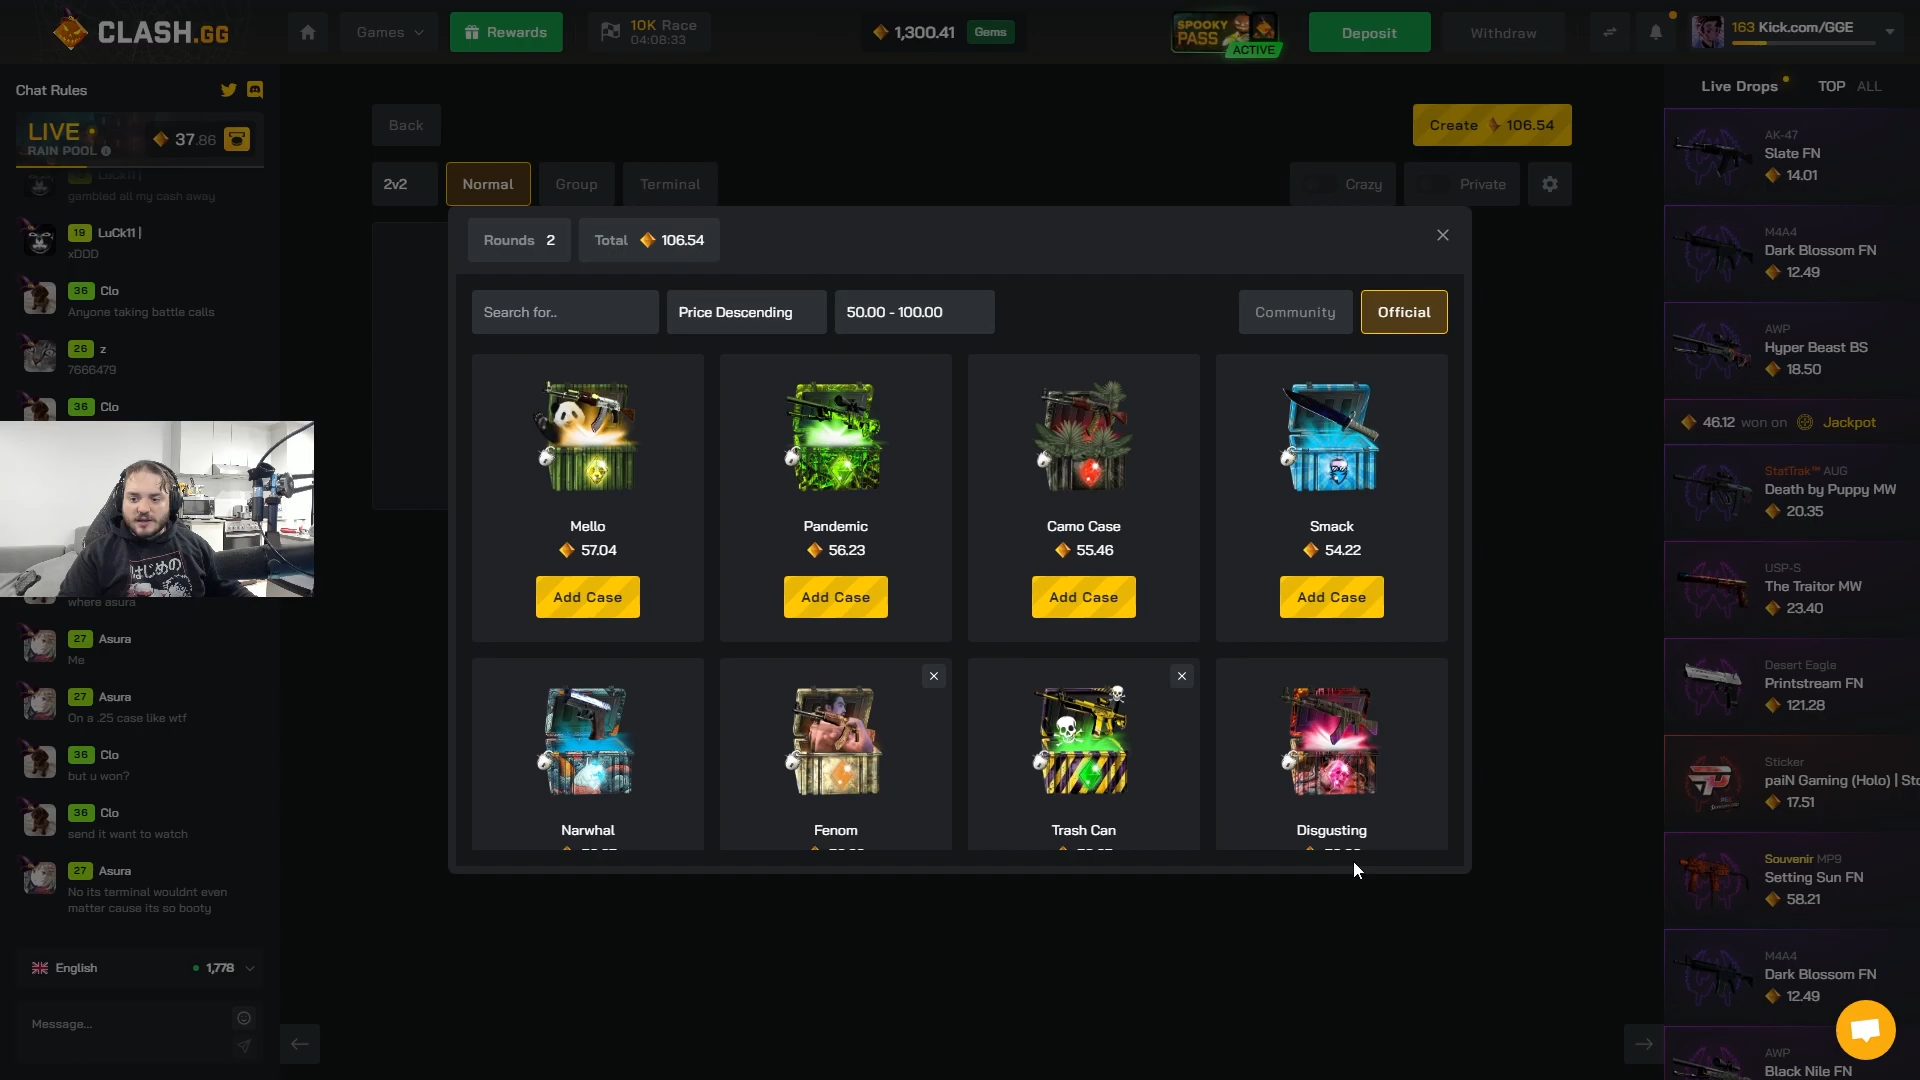 CLASH.GG
Games
Rewards
10K Race
04:08:33
1,300.41
Gems
SPOOKY
PASS
ACTIVE
Deposit
Withdraw
163 Kick.com/GGE
Chat Rules
LIVE
RAIN POOL
37.86
LuCk11 |
gambled all my cash away
19 LuCk11 |
xDDD
36 Clo
Anyone taking battle calls
26 z
7666479
36 Clo
where asura
27 Asura
Me
27 Asura
On a .25 case like wtf
36 Clo
but u won?
36 Clo
send it want to watch
27 Asura
No its terminal wouldnt even
matter cause its so booty
English
1,778
Message...
Back
Create 106.54
2v2
Normal
Group
Terminal
Crazy
Private
Rounds 2
Total 106.54
Search for..
Price Descending
50.00 - 100.00
Community
Official
Mello
57.04
Add Case
Pandemic
56.23
Add Case
Camo Case
55.46
Add Case
Smack
54.22
Add Case
Narwhal
Fenom
Trash Can
Disgusting
はじめの
Live Drops
TOP
ALL
AK-47
Slate FN
14.01
M4A4
Dark Blossom FN
12.49
AWP
Hyper Beast BS
18.50
46.12 won on Jackpot
StatTrak™ AUG
Death by Puppy MW
20.35
USP-S
The Traitor MW
23.40
Desert Eagle
Printstream FN
121.28
Sticker
paiN Gaming (Holo) | Sto
17.51
Souvenir MP9
Setting Sun FN
58.21
M4A4
Dark Blossom FN
12.49
AWP
Black Nile FN